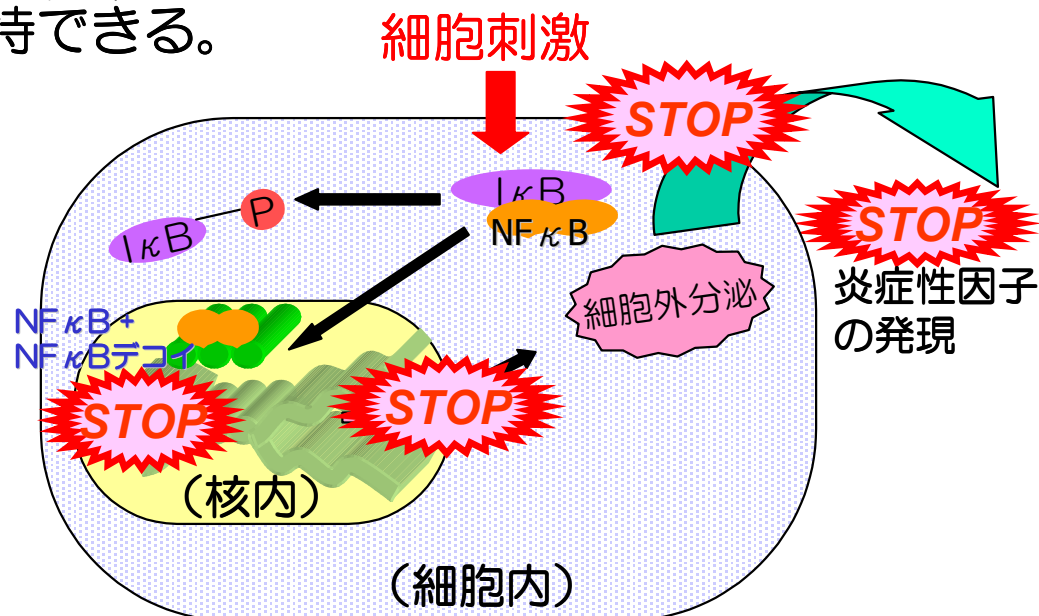 待できる。
細胞刺激
STOP
IκB
P
IκB
NFκB
STOP
細胞外分泌
炎症性因子
の発現
NFκB+
NFκBデコイ
STOP
STOP
(核内)
(細胞内)